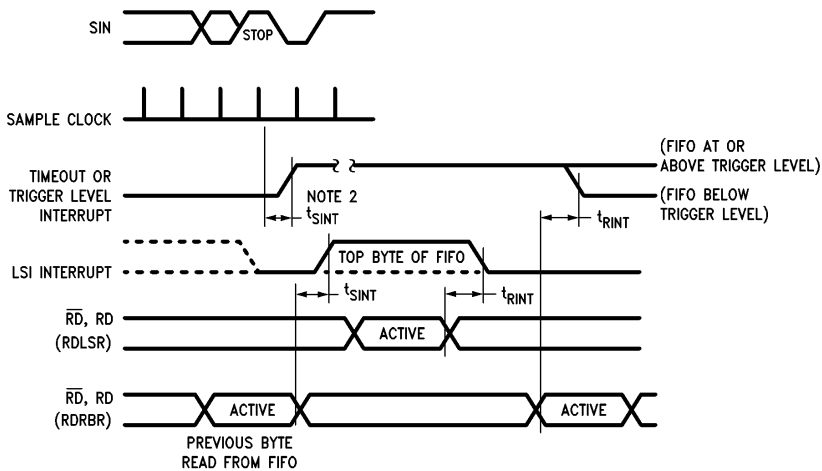 SIN
STOP
SAMPLE CLOCK
TIMEOUT OR
TRIGGER LEVEL
INTERRUPT
NOTE 2
tSINT
(FIFO AT OR
ABOVE TRIGGER LEVEL)
(FIFO BELOW
TRIGGER LEVEL)
tRINT
LSI INTERRUPT
TOP BYTE OF FIFO
tSINT
tRINT
R̅D̅, RD
(RDLSR)
ACTIVE
R̅D̅, RD
(RDRBR)
ACTIVE
ACTIVE
PREVIOUS BYTE
READ FROM FIFO